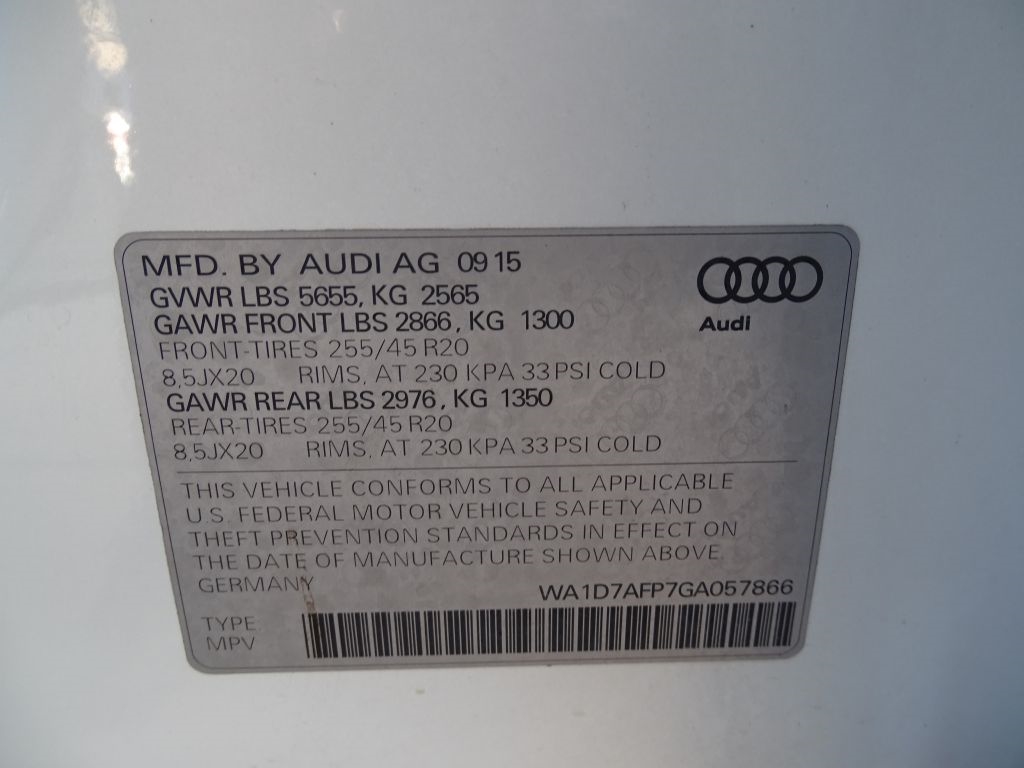 MFD. BY AUDI AG 09 15
GVWR LBS 5655, KG 2565
GAWR FRONT LBS 2866, KG 1300
FRONT-TIRES 255/45 R20
8,5JX20 RIMS, AT 230 KPA 33 PSI COLD
GAWR REAR LBS 2976, KG 1350
REAR-TIRES 255/45 R20
8,5JX20 RIMS, AT 230 KPA 33 PSI COLD
Audi
THIS VEHICLE CONFORMS TO ALL APPLICABLE
U.S. FEDERAL MOTOR VEHICLE SAFETY AND
THEFT PREVENTION STANDARDS IN EFFECT ON
THE DATE OF MANUFACTURE SHOWN ABOVE.
GERMANY
WA1D7AFP7GA057866
TYPE
MPV